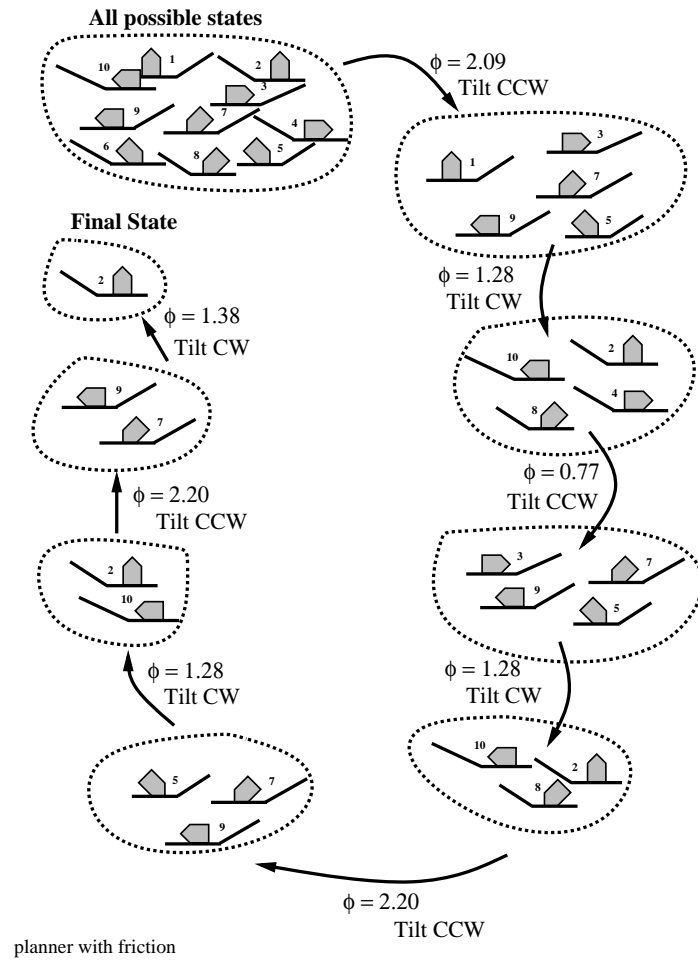 All possible states
10
1
2
3
9
7
4
6
8
5
φ = 2.09
Tilt CCW
1
3
7
9
5
φ = 1.28
Tilt CW
10
2
8
4
φ = 0.77
Tilt CCW
3
7
9
5
φ = 1.28
Tilt CW
10
2
8
φ = 2.20
Tilt CCW
5
7
9
φ = 1.28
Tilt CW
2
10
φ = 2.20
Tilt CCW
9
7
φ = 1.38
Tilt CW
Final State
2
planner with friction